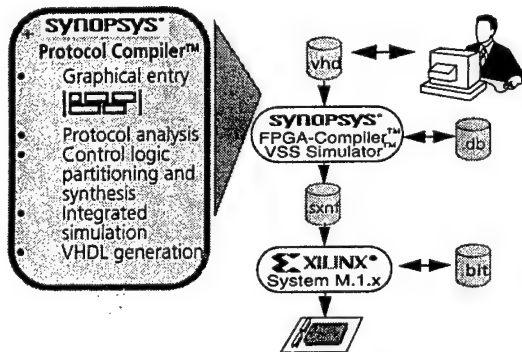 SYNOPSYS®
Protocol Compiler™
• Graphical entry
• Protocol analysis
• Control logic
partitioning and
synthesis
• Integrated
simulation
• VHDL generation
.vhd
SYNOPSYS®
FPGA-Compiler™
VSS Simulator™
.db
.sxnf
XILINX®
System M.1.x
.bit